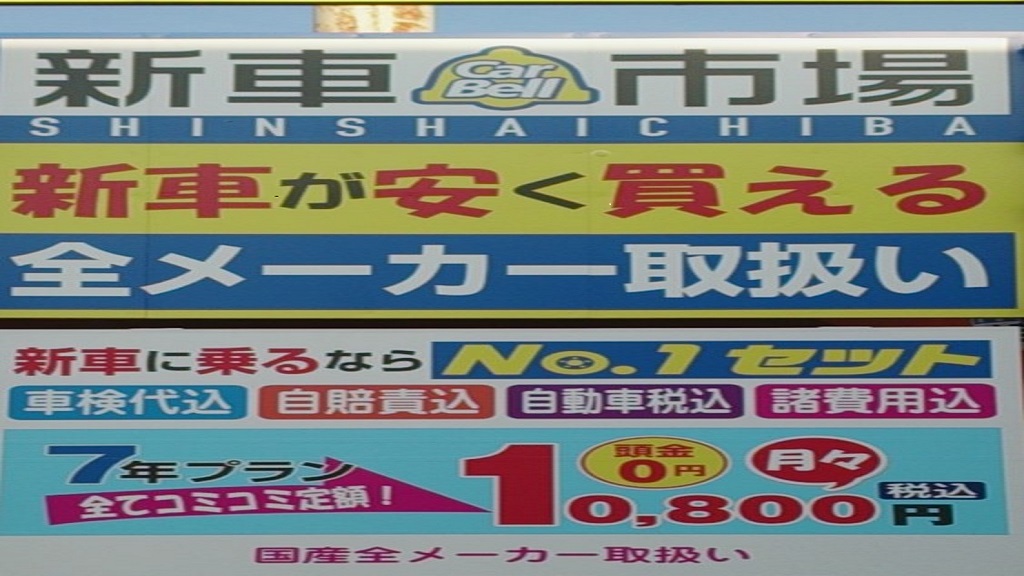 新車 Car Bell 市場
SHINSHAICHIBA
新車が安く買える
全メーカー取扱い
新車に乗るなら No.1セット
車検代込 自賠責込 自動車税込 諸費用込
7年プラン
全てコミコミ定額!
頭金0円 月々
10,800円 税込
国産全メーカー取扱い